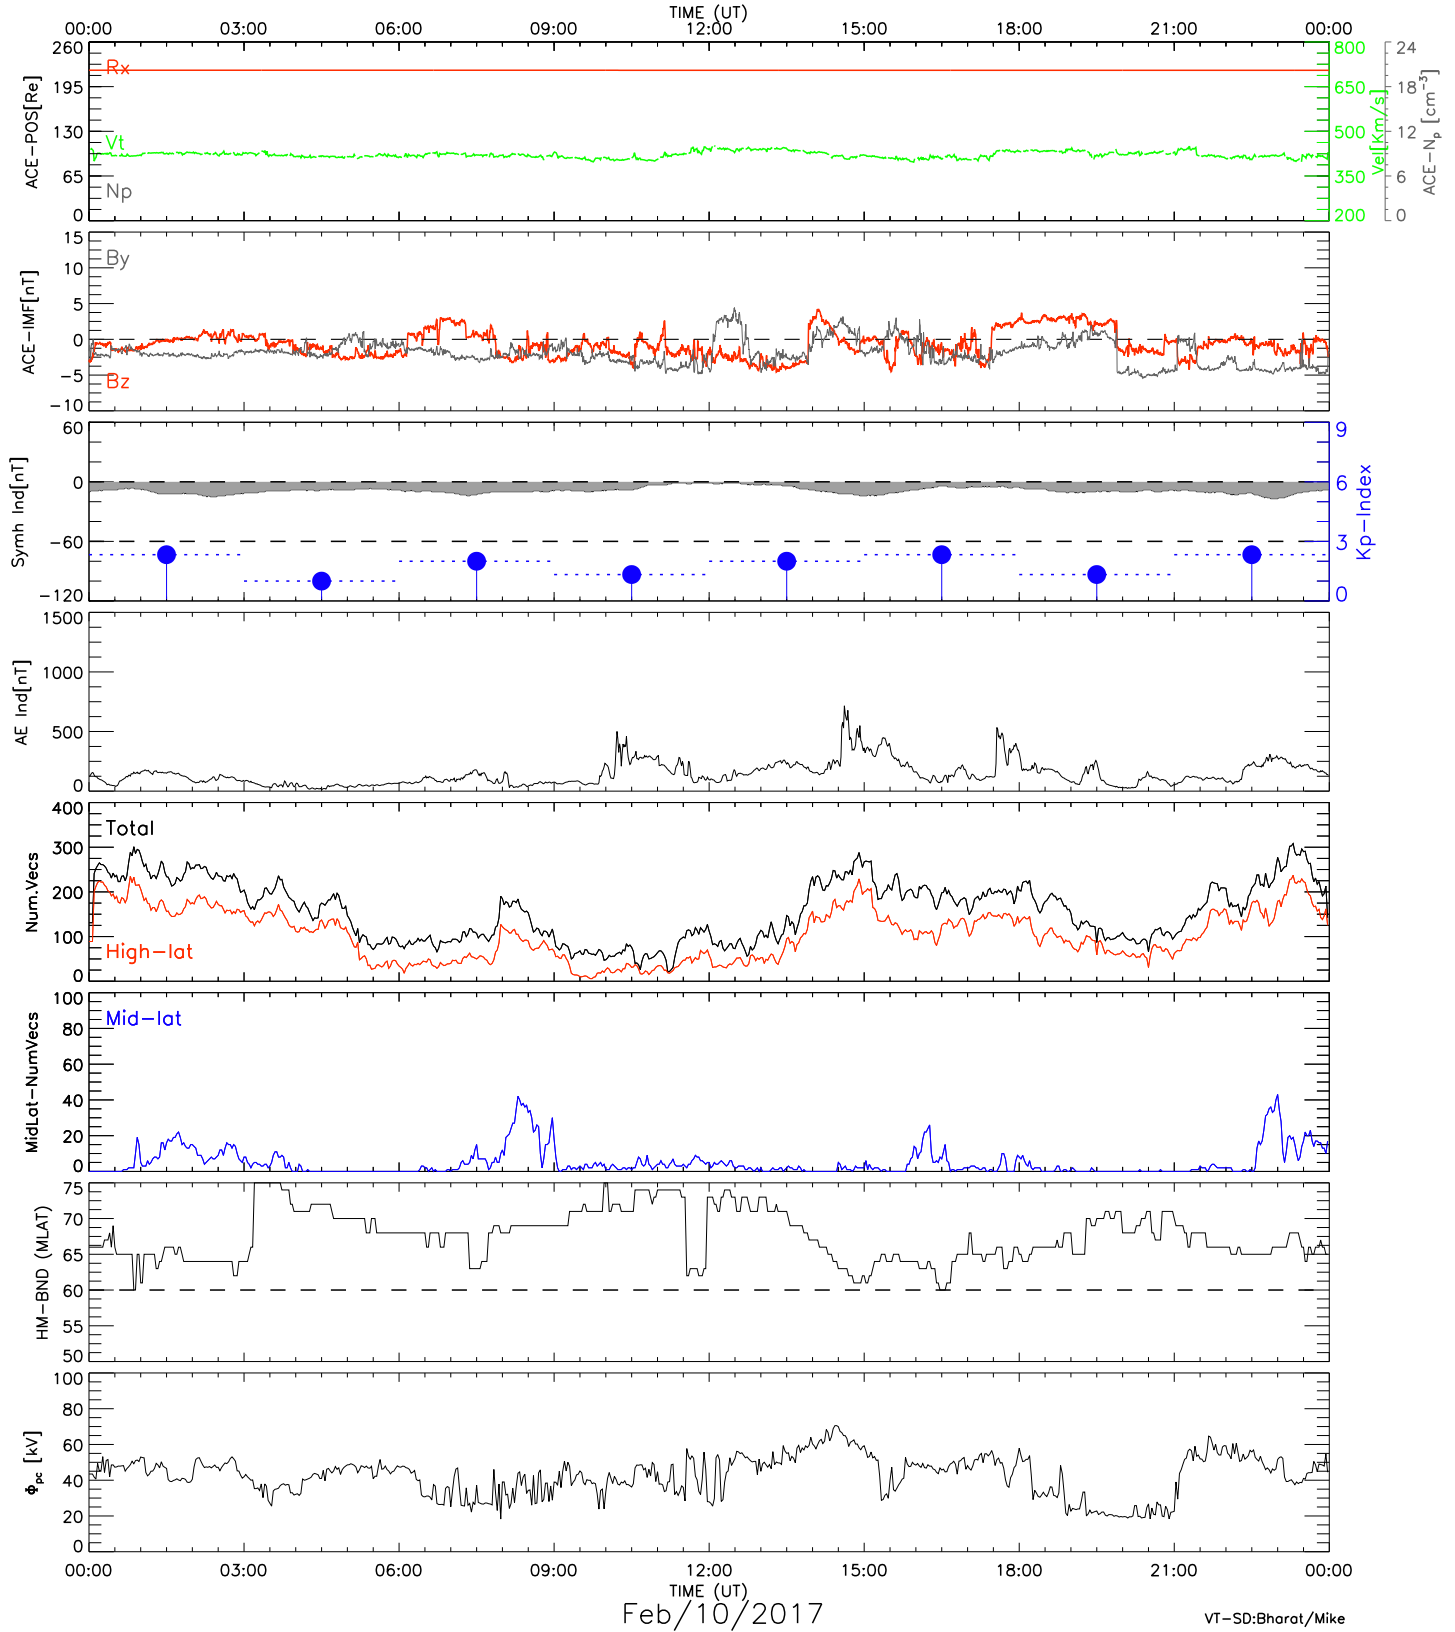 TIME (UT)
00:00 03:00 06:00 09:00 12:00 15:00 18:00 21:00 00:00
ACE-POS[Re]
260
195
130
65
0
Rx
Vt
Np
800
650
500
350
200
Vel[Km/s]
24
18
12
6
0
ACE-Np [cm-3]
ACE-IMF[nT]
15
10
5
0
-5
-10
By
Bz
Symh Ind[nT]
60
0
-60
-120
9
6
3
0
Kp-Index
AE Ind[nT]
1500
1000
500
0
Num.Vecs
400
300
200
100
0
Total
High-lat
MidLat-NumVecs
100
80
60
40
20
0
Mid-lat
HM-BND (MLAT)
75
70
65
60
55
50
Φpc [kV]
100
80
60
40
20
0
00:00 03:00 06:00 09:00 12:00 15:00 18:00 21:00 00:00
TIME (UT)
Feb/10/2017
VT-SD:Bharat/Mike